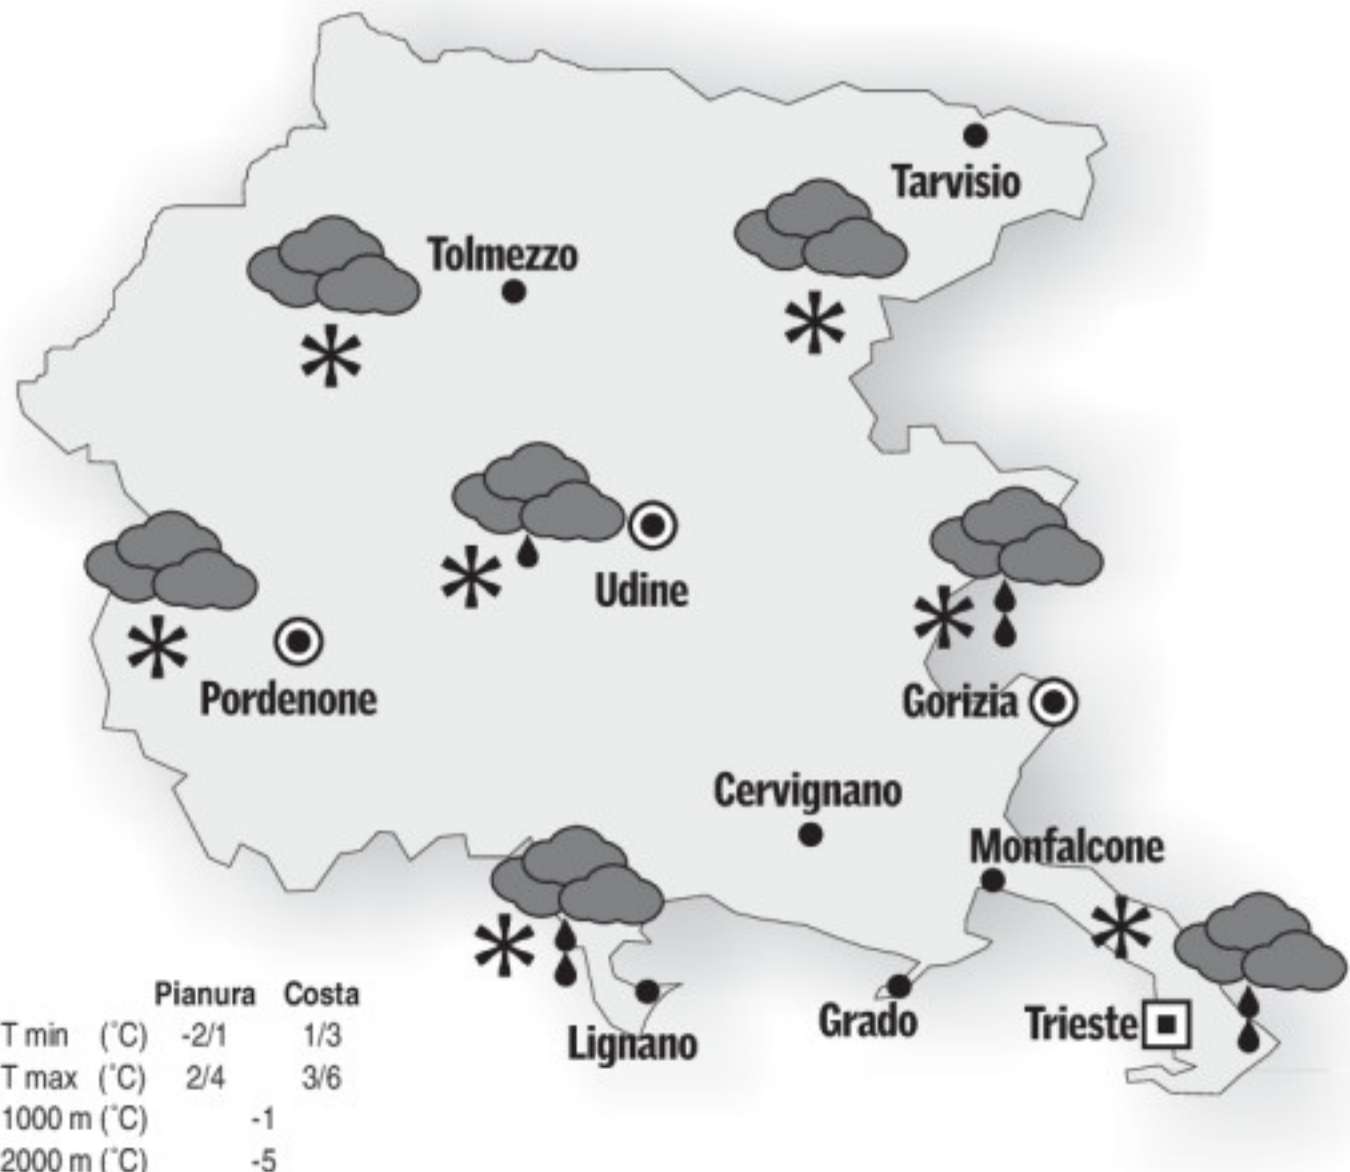 Tarvisio
Tolmezzo
Udine
Pordenone
Gorizia
Cervignano
Monfalcone
Grado
Trieste
Lignano
Pianura Costa
T min (°C) -2/1 1/3
T max (°C) 2/4 3/6
1000 m (°C) -1
2000 m (°C) -5